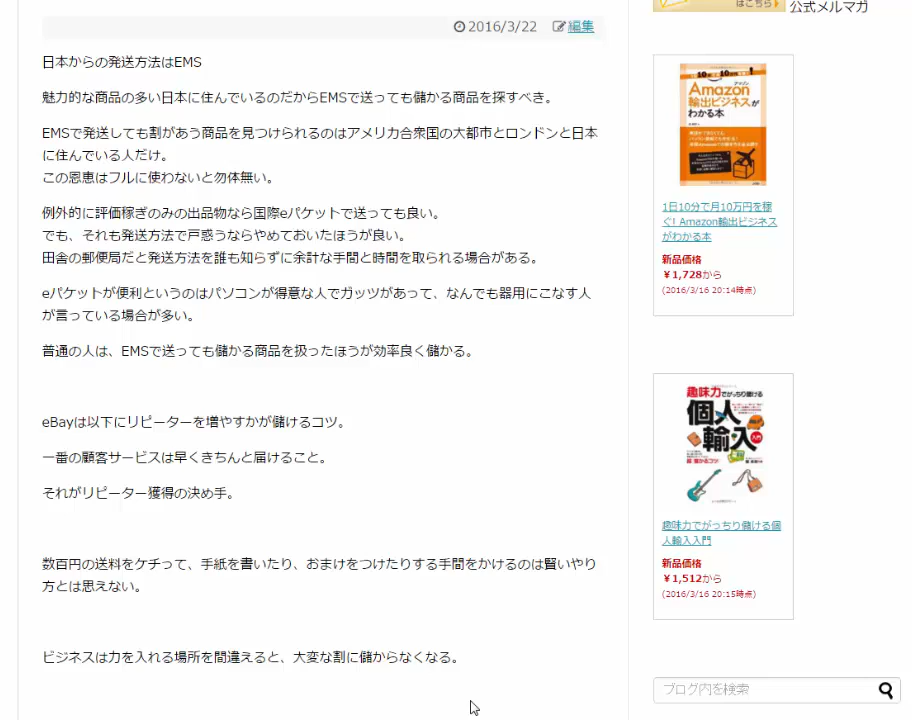 はこちら
公式メルマガ
2016/3/22 編集
日本からの発送方法はEMS
魅力的な商品の多い日本に住んでいるのだからEMSで送っても儲かる商品を探すべき。
EMSで発送しても割があう商品を見つけられるのはアメリカ合衆国の大都市とロンドンと日本
に住んでいる人だけ。
この恩恵はフルに使わないと勿体無い。
例外的に評価稼ぎのみの出品物なら国際eパケットで送っても良い。
でも、それも発送方法で戸惑うならやめておいたほうが良い。
田舎の郵便局だと発送方法を誰も知らずに余計な手間と時間を取られる場合がある。
eパケットが便利というのはパソコンが得意な人でガッツがあって、なんでも器用にこなす人
が言っている場合が多い。
普通の人は、EMSで送っても儲かる商品を扱ったほうが効率良く儲かる。
eBayは以下にリピーターを増やすかが儲けるコツ。
一番の顧客サービスは早くきちんと届けること。
それがリピーター獲得の決め手。
数百円の送料をケチって、手紙を書いたり、おまけをつけたりする手間をかけるのは賢いやり
方とは思えない。
ビジネスは力を入れる場所を間違えると、大変な割に儲からなくなる。
Amazon
輸出ビジネスが
わかる本
1日10分で月10万円を稼
ぐ! Amazon輸出ビジネス
がわかる本
新品価格
￥1,728から
(2016/3/16 20:14時点)
趣味力でがっちり儲ける
個人
輸入
入門
趣味力でがっちり儲ける個
人輸入入門
新品価格
￥1,512から
(2016/3/16 20:15時点)
ブログ内を検索